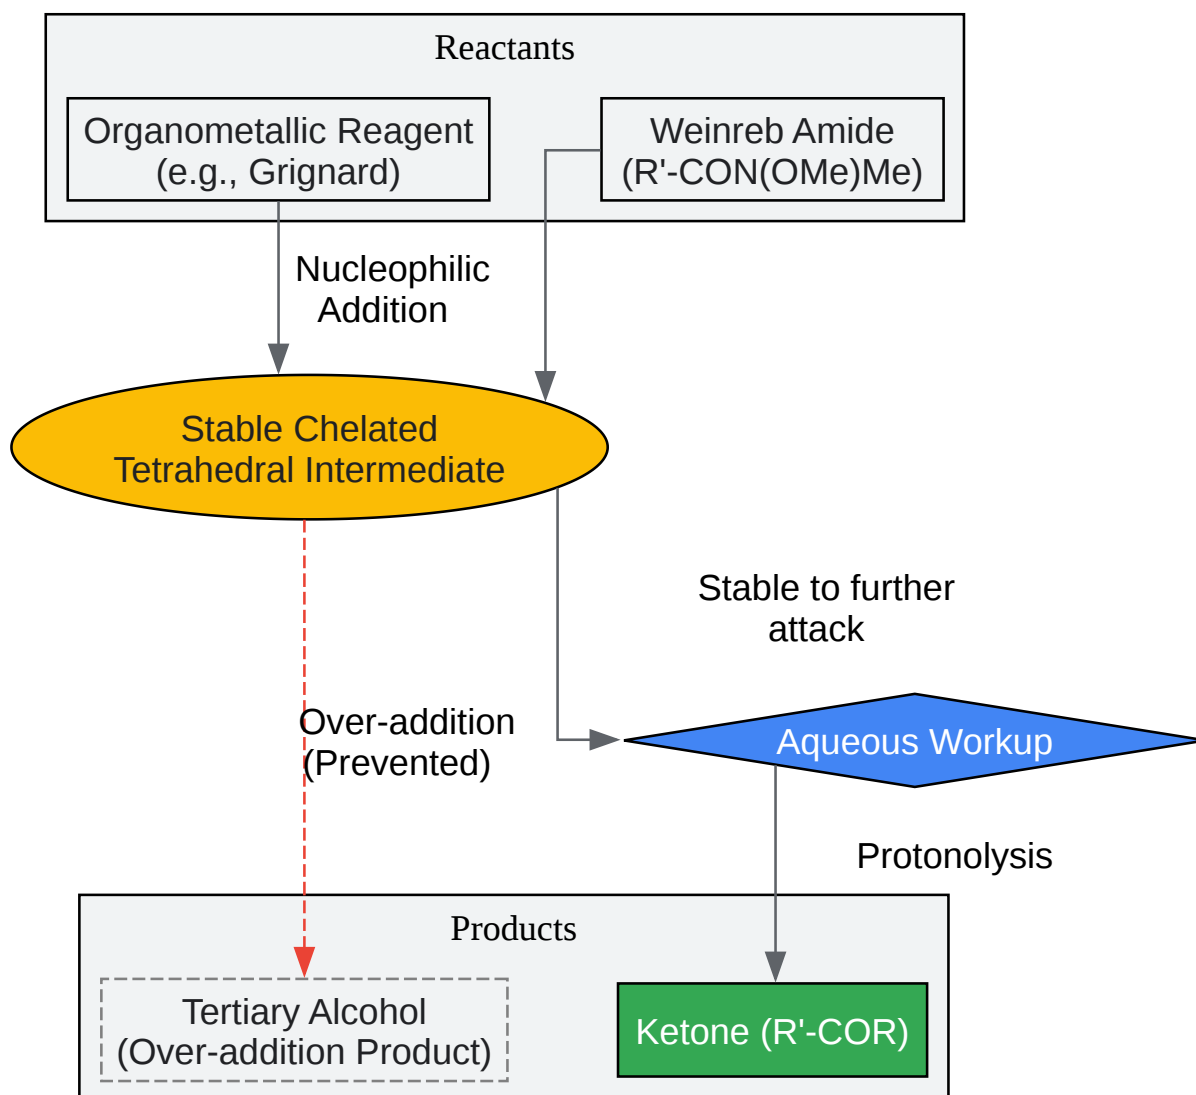 Reactants
Organometallic Reagent
(e.g., Grignard)
Weinreb Amide
(R'-CON(OMe)Me)
Nucleophilic
Addition
Stable Chelated
Tetrahedral Intermediate
Stable to further
attack
Over-addition
(Prevented)
Aqueous Workup
Protonolysis
Products
Tertiary Alcohol
(Over-addition Product)
Ketone (R'-COR)